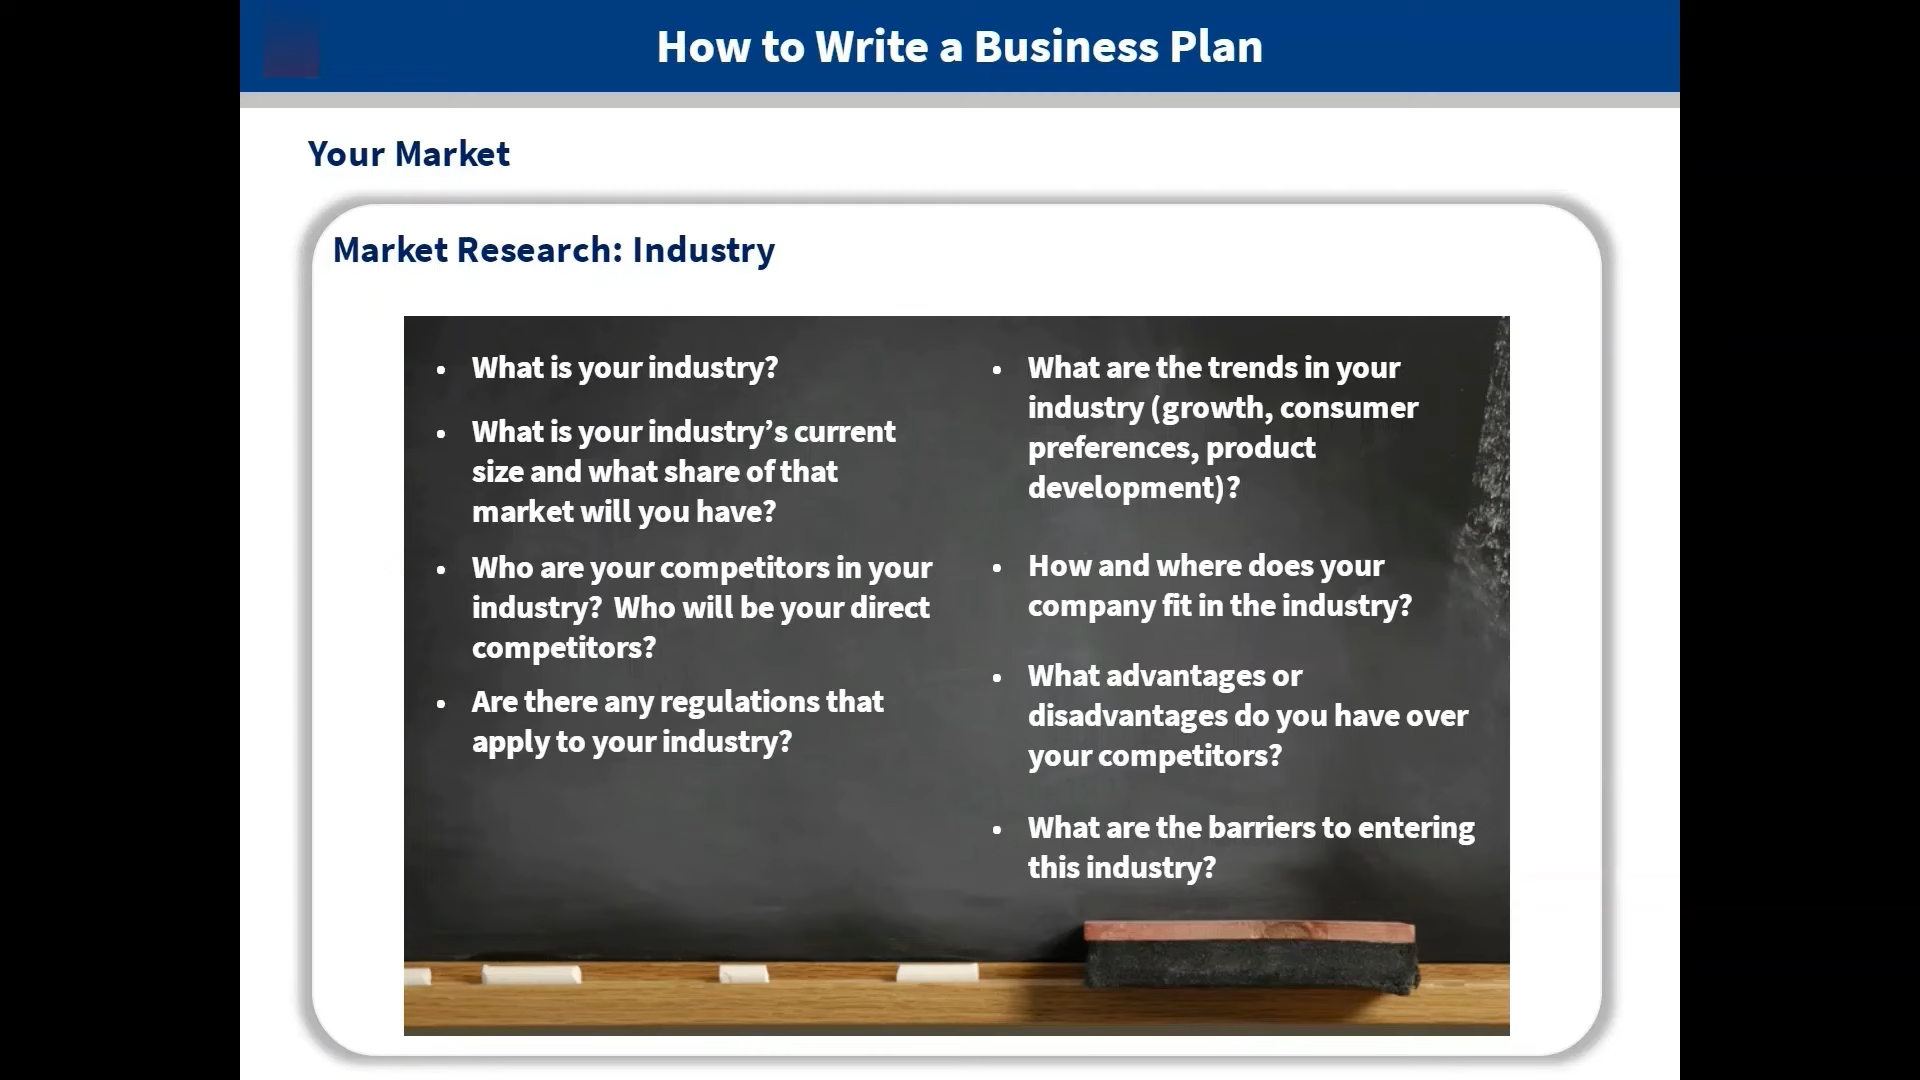 How to Write a Business Plan
Your Market
Market Research: Industry
• What is your industry?
• What is your industry’s current
size and what share of that
market will you have?
• Who are your competitors in your
industry?  Who will be your direct
competitors?
• Are there any regulations that
apply to your industry?
• What are the trends in your
industry (growth, consumer
preferences, product
development)?
• How and where does your
company fit in the industry?
• What advantages or
disadvantages do you have over
your competitors?
• What are the barriers to entering
this industry?